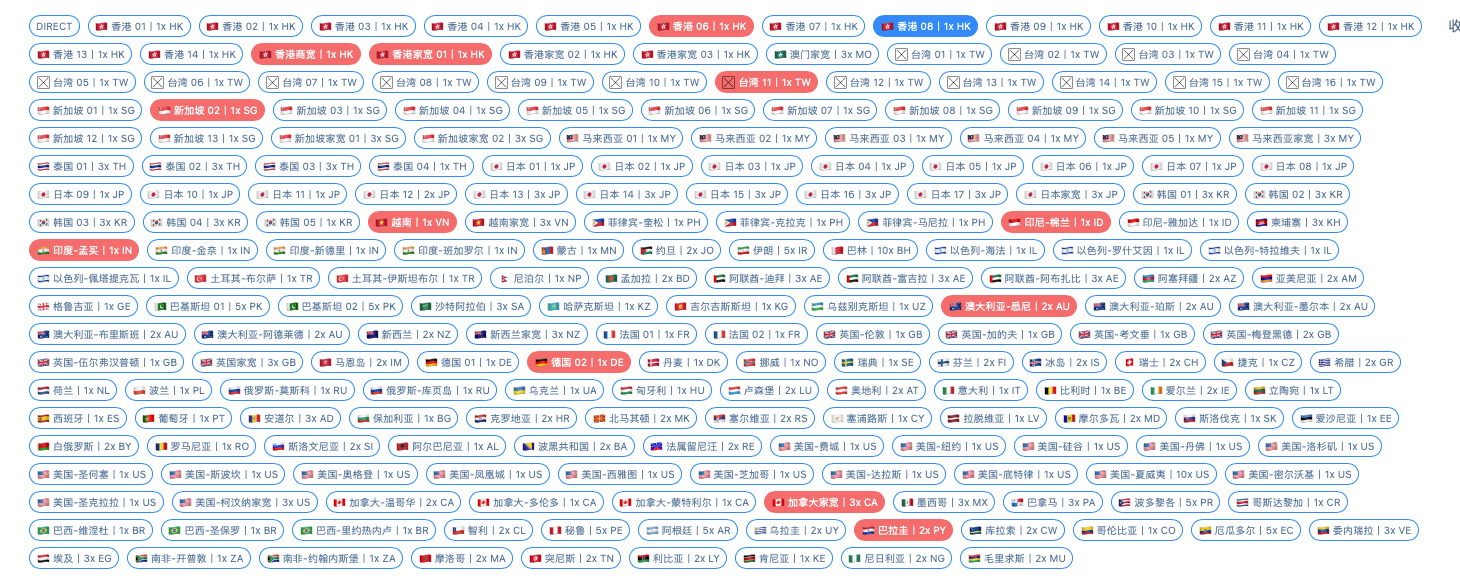 DIRECT 香港 01 | 1x HK 香港 02 | 1x HK 香港 03 | 1x HK 香港 04 | 1x HK 香港 05 | 1x HK 香港 06 | 1x HK 香港 07 | 1x HK 香港 08 | 1x HK 香港 09 | 1x HK 香港 10 | 1x HK 香港 11 | 1x HK 香港 12 | 1x HK 收
香港 13 | 1x HK 香港 14 | 1x HK 香港商宽 | 1x HK 香港家宽 01 | 1x HK 香港家宽 02 | 1x HK 香港家宽 03 | 1x HK 澳门家宽 | 3x MO 台湾 01 | 1x TW 台湾 02 | 1x TW 台湾 03 | 1x TW 台湾 04 | 1x TW
台湾 05 | 1x TW 台湾 06 | 1x TW 台湾 07 | 1x TW 台湾 08 | 1x TW 台湾 09 | 1x TW 台湾 10 | 1x TW 台湾 11 | 1x TW 台湾 12 | 1x TW 台湾 13 | 1x TW 台湾 14 | 1x TW 台湾 15 | 1x TW 台湾 16 | 1x TW
新加坡 01 | 1x SG 新加坡 02 | 1x SG 新加坡 03 | 1x SG 新加坡 04 | 1x SG 新加坡 05 | 1x SG 新加坡 06 | 1x SG 新加坡 07 | 1x SG 新加坡 08 | 1x SG 新加坡 09 | 1x SG 新加坡 10 | 1x SG 新加坡 11 | 1x SG
新加坡 12 | 1x SG 新加坡 13 | 1x SG 新加坡家宽 01 | 3x SG 新加坡家宽 02 | 3x SG 马来西亚 01 | 1x MY 马来西亚 02 | 1x MY 马来西亚 03 | 1x MY 马来西亚 04 | 1x MY 马来西亚 05 | 1x MY 马来西亚家宽 | 3x MY
泰国 01 | 3x TH 泰国 02 | 3x TH 泰国 03 | 3x TH 泰国 04 | 1x TH 日本 01 | 1x JP 日本 02 | 1x JP 日本 03 | 1x JP 日本 04 | 1x JP 日本 05 | 1x JP 日本 06 | 1x JP 日本 07 | 1x JP 日本 08 | 1x JP
日本 09 | 1x JP 日本 10 | 1x JP 日本 11 | 1x JP 日本 12 | 2x JP 日本 13 | 3x JP 日本 14 | 3x JP 日本 15 | 3x JP 日本 16 | 3x JP 日本 17 | 3x JP 日本家宽 | 3x JP 韩国 01 | 3x KR 韩国 02 | 3x KR
韩国 03 | 3x KR 韩国 04 | 3x KR 韩国 05 | 1x KR 越南 | 1x VN 越南家宽 | 3x VN 菲律宾-奎松 | 1x PH 菲律宾-克拉克 | 1x PH 菲律宾-马尼拉 | 1x PH 印尼-棉兰 | 1x ID 印尼-雅加达 | 1x ID 柬埔寨 | 3x KH
印度-孟买 | 1x IN 印度-金奈 | 1x IN 印度-新德里 | 1x IN 印度-班加罗尔 | 1x IN 蒙古 | 1x MN 约旦 | 2x JO 伊朗 | 5x IR 巴林 | 10x BH 以色列-海法 | 1x IL 以色列-罗什艾因 | 1x IL 以色列-特拉维夫 | 1x IL
以色列-佩塔提克瓦 | 1x IL 土耳其-布尔萨 | 1x TR 土耳其-伊斯坦布尔 | 1x TR 尼泊尔 | 1x NP 孟加拉 | 2x BD 阿联酋-迪拜 | 3x AE 阿联酋-富吉拉 | 3x AE 阿联酋-阿布扎比 | 3x AE 阿塞拜疆 | 2x AZ 亚美尼亚 | 2x AM
格鲁吉亚 | 1x GE 巴基斯坦 01 | 5x PK 巴基斯坦 02 | 5x PK 沙特阿拉伯 | 3x SA 哈萨克斯坦 | 1x KZ 吉尔吉斯斯坦 | 1x KG 乌兹别克斯坦 | 1x UZ 澳大利亚-悉尼 | 2x AU 澳大利亚-珀斯 | 2x AU 澳大利亚-墨尔本 | 2x AU
澳大利亚-布里斯班 | 2x AU 澳大利亚-阿德莱德 | 2x AU 新西兰 | 2x NZ 新西兰家宽 | 3x NZ 法国 01 | 1x FR 法国 02 | 1x FR 英国-伦敦 | 1x GB 英国-加的夫 | 1x GB 英国-考文垂 | 1x GB 英国-梅登黑德 | 2x GB
英国-伍尔弗汉普顿 | 1x GB 英国家宽 | 3x GB 马恩岛 | 2x IM 德国 01 | 1x DE 德国 02 | 1x DE 丹麦 | 1x DK 挪威 | 1x NO 瑞典 | 1x SE 芬兰 | 2x FI 冰岛 | 2x IS 瑞士 | 2x CH 捷克 | 1x CZ 希腊 | 2x GR
荷兰 | 1x NL 波兰 | 1x PL 俄罗斯-莫斯科 | 1x RU 俄罗斯-库页岛 | 1x RU 乌克兰 | 1x UA 匈牙利 | 1x HU 卢森堡 | 2x LU 奥地利 | 2x AT 意大利 | 1x IT 比利时 | 1x BE 爱尔兰 | 2x IE 立陶宛 | 1x LT
西班牙 | 1x ES 葡萄牙 | 1x PT 安道尔 | 3x AD 保加利亚 | 1x BG 克罗地亚 | 2x HR 北马其顿 | 2x MK 塞尔维亚 | 2x RS 塞浦路斯 | 1x CY 拉脱维亚 | 1x LV 摩尔多瓦 | 2x MD 斯洛伐克 | 1x SK 爱沙尼亚 | 1x EE
白俄罗斯 | 2x BY 罗马尼亚 | 1x RO 斯洛文尼亚 | 2x SI 阿尔巴尼亚 | 1x AL 波黑共和国 | 2x BA 法属留尼汪 | 2x RE 美国-费城 | 1x US 美国-纽约 | 1x US 美国-硅谷 | 1x US 美国-丹佛 | 1x US 美国-洛杉矶 | 1x US
美国-圣何塞 | 1x US 美国-斯波坎 | 1x US 美国-奥格登 | 1x US 美国-凤凰城 | 1x US 美国-西雅图 | 1x US 美国-芝加哥 | 1x US 美国-达拉斯 | 1x US 美国-底特律 | 1x US 美国-夏威夷 | 10x US 美国-密尔沃基 | 1x US
美国-圣克拉拉 | 1x US 美国-柯汶纳家宽 | 3x US 加拿大-温哥华 | 2x CA 加拿大-多伦多 | 1x CA 加拿大-蒙特利尔 | 1x CA 加拿大家宽 | 3x CA 墨西哥 | 3x MX 巴拿马 | 3x PA 波多黎各 | 5x PR 哥斯达黎加 | 1x CR
巴西-维涅杜 | 1x BR 巴西-圣保罗 | 1x BR 巴西-里约热内卢 | 1x BR 智利 | 2x CL 秘鲁 | 5x PE 阿根廷 | 5x AR 乌拉圭 | 2x UY 巴拉圭 | 2x PY 库拉索 | 2x CW 哥伦比亚 | 1x CO 厄瓜多尔 | 5x EC 委内瑞拉 | 3x VE
埃及 | 3x EG 南非-开普敦 | 1x ZA 南非-约翰内斯堡 | 1x ZA 摩洛哥 | 2x MA 突尼斯 | 2x TN 利比亚 | 2x LY 肯尼亚 | 1x KE 尼日利亚 | 2x NG 毛里求斯 | 2x MU